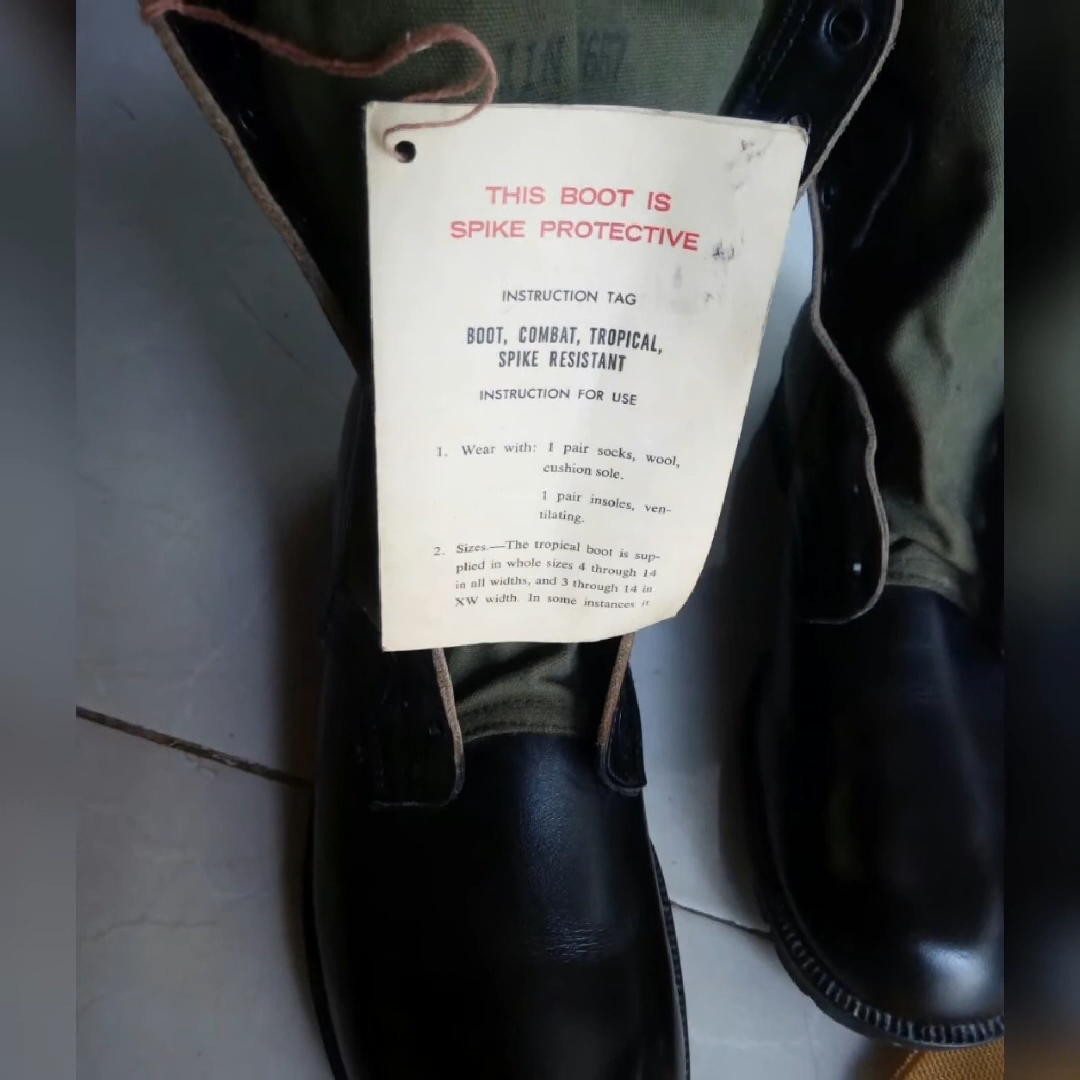 THIS BOOT IS
SPIKE PROTECTIVE
INSTRUCTION TAG
BOOT, COMBAT, TROPICAL,
SPIKE RESISTANT
INSTRUCTION FOR USE
1. Wear with: 1 pair socks, wool,
cushion sole.
1 pair insoles, ven-
tilating.
2. Sizes.—The tropical boot is sup-
plied in whole sizes 4 through 14
in all widths, and 3 through 14 in
XW width. In some instances it